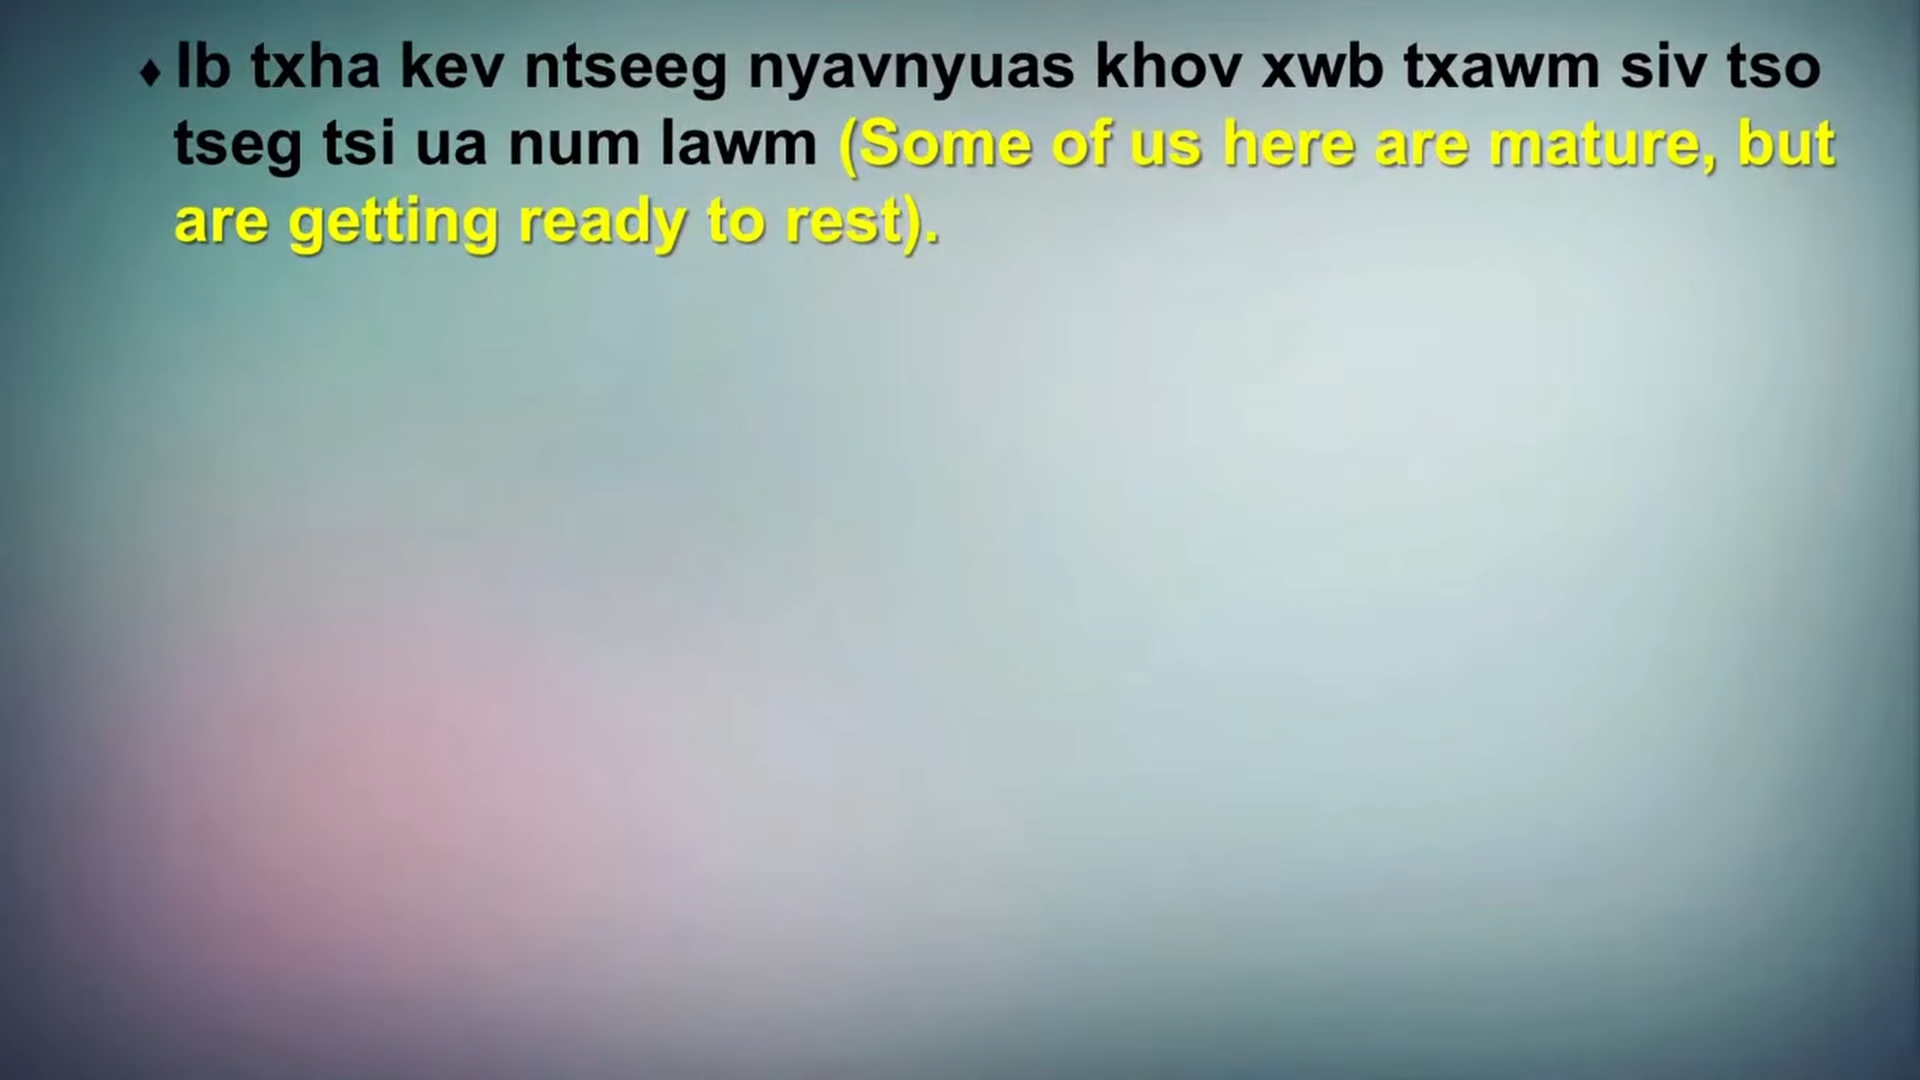 ♦ Ib txha kev ntseeg nyavnyuas khov xwb txawm siv tso
tseg tsi ua num lawm (Some of us here are mature, but
are getting ready to rest).